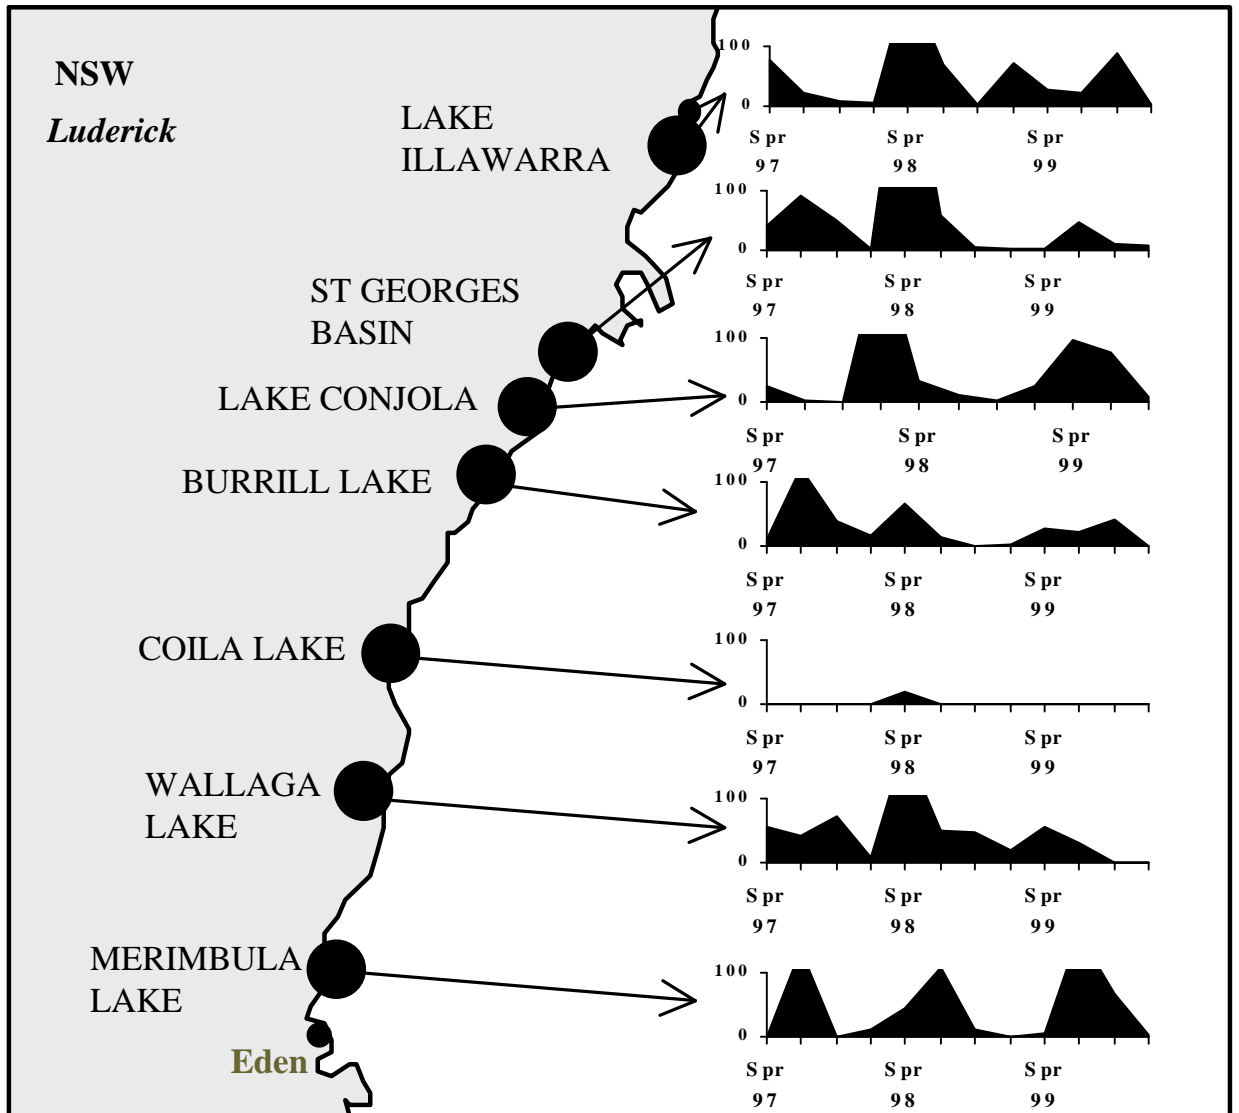 NSW
Luderick
LAKE
ILLAWARRA
100
0
Spr Spr Spr
97 98 99
ST GEORGES
BASIN
100
0
Spr Spr Spr
97 98 99
LAKE CONJOLA
100
0
Spr Spr Spr
97 98 99
BURRILL LAKE
100
0
Spr Spr Spr
97 98 99
COILA LAKE
100
0
Spr Spr Spr
97 98 99
WALLAGA
LAKE
100
0
Spr Spr Spr
97 98 99
MERIMBULA
LAKE
100
0
Spr Spr Spr
97 98 99
Eden